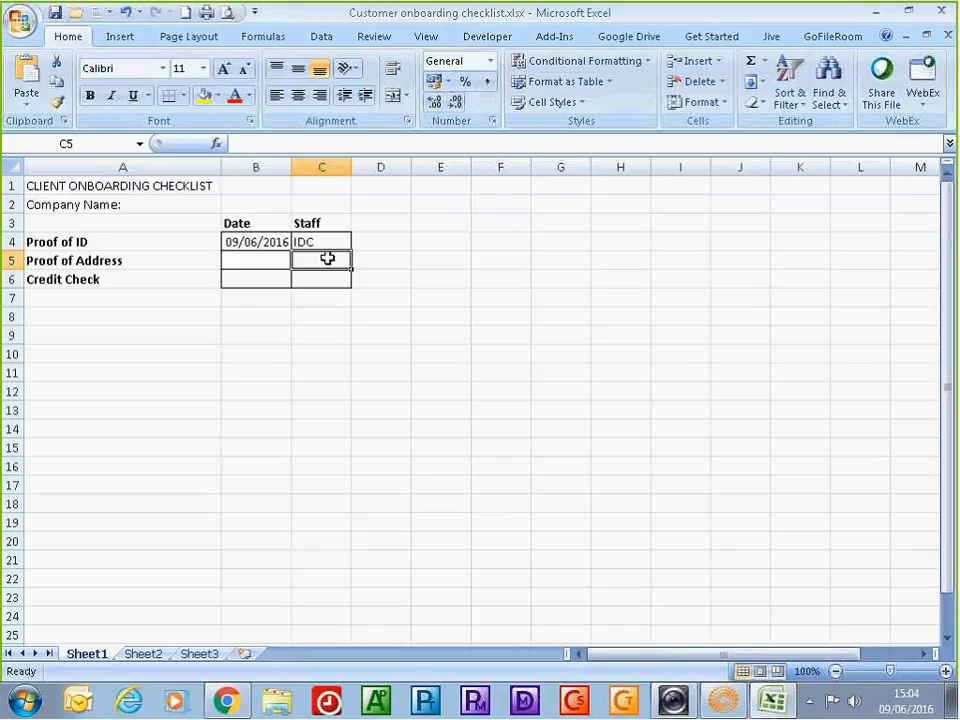 Customer onboarding checklist.xlsx - Microsoft Excel
Home Insert Page Layout Formulas Data Review View Developer Add-Ins Google Drive Get Started Jive GoFileRoom
Paste
Calibri 11
B I U
General
Conditional Formatting
Format as Table
Cell Styles
Insert
Delete
Format
Sort & Filter
Find & Select
Share This File
WebEx
Clipboard Font Alignment Number Styles Cells Editing WebEx
C5 fx
A B C D E F G H I J K L M
1 CLIENT ONBOARDING CHECKLIST
2 Company Name:
3 Date Staff
4 Proof of ID 09/06/2016 IDC
5 Proof of Address
6 Credit Check
7
8
9
10
11
12
13
14
15
16
17
18
19
20
21
22
23
24
25
Sheet1 Sheet2 Sheet3
Ready 100%
15:04
09/06/2016